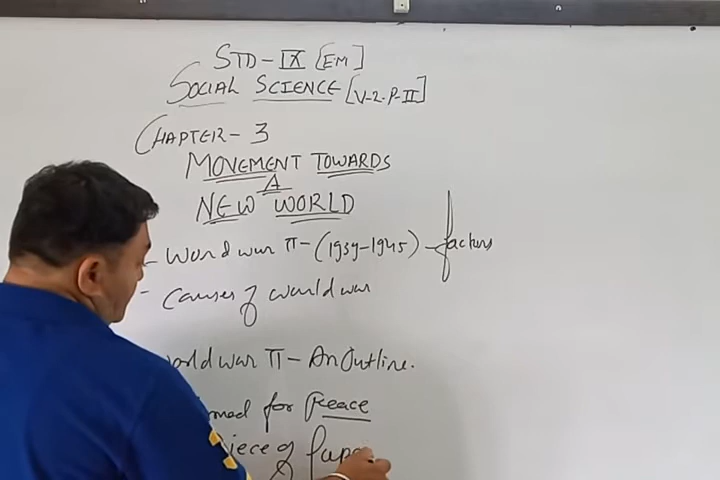 STD - IX [EM]
SOCIAL SCIENCE [V-2-P-II]
CHAPTER - 3
MOVEMENT TOWARDS
A
NEW WORLD
- World war II - (1939-1945) - factors
- Causes of world war
world war II - An Outline.
for Peace
Piece of